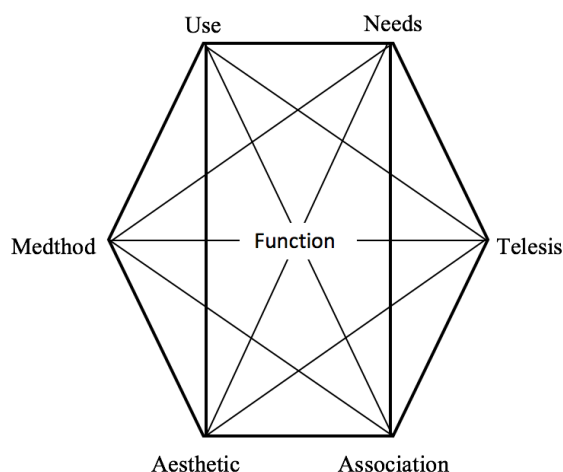 Use
Needs
Medthod
Function
Telesis
Aesthetic
Association